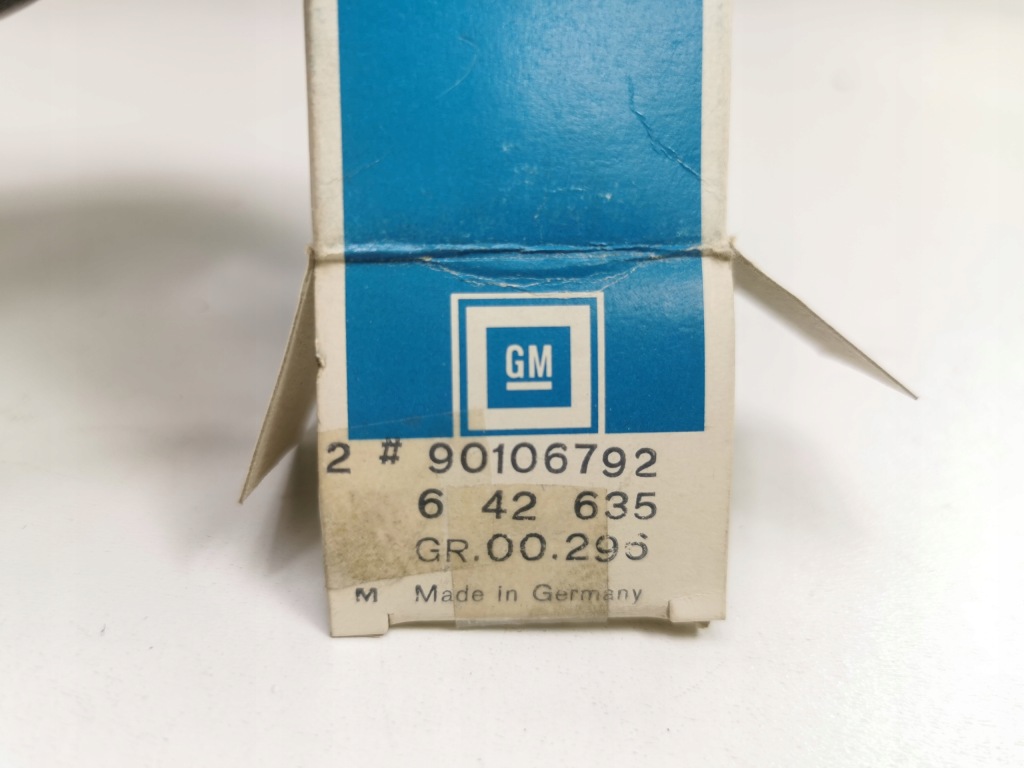 GM
2 # 90106792
6 42 635
GR.00.296
M Made in Germany